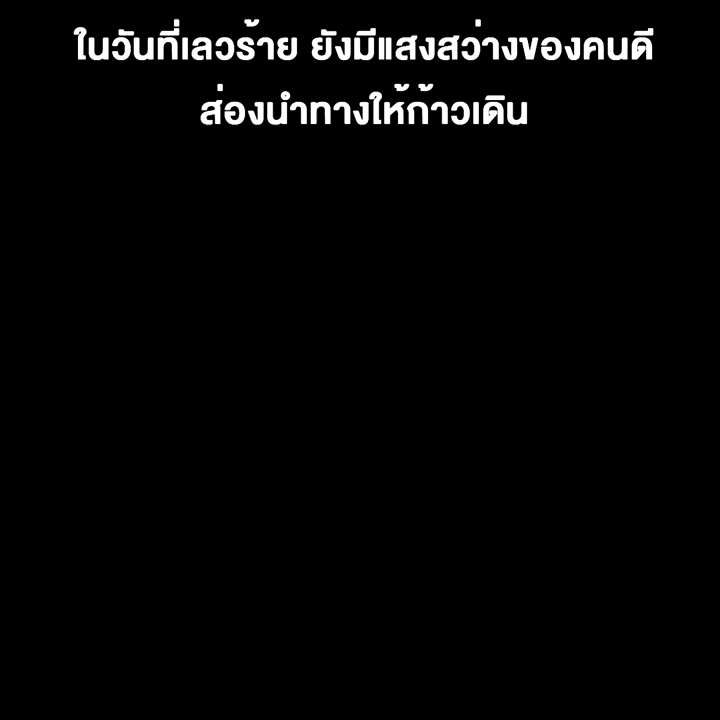 ในวันที่เลวร้าย ยังมีแสงสว่างของคนดี
ส่องนำทางให้ก้าวเดิน